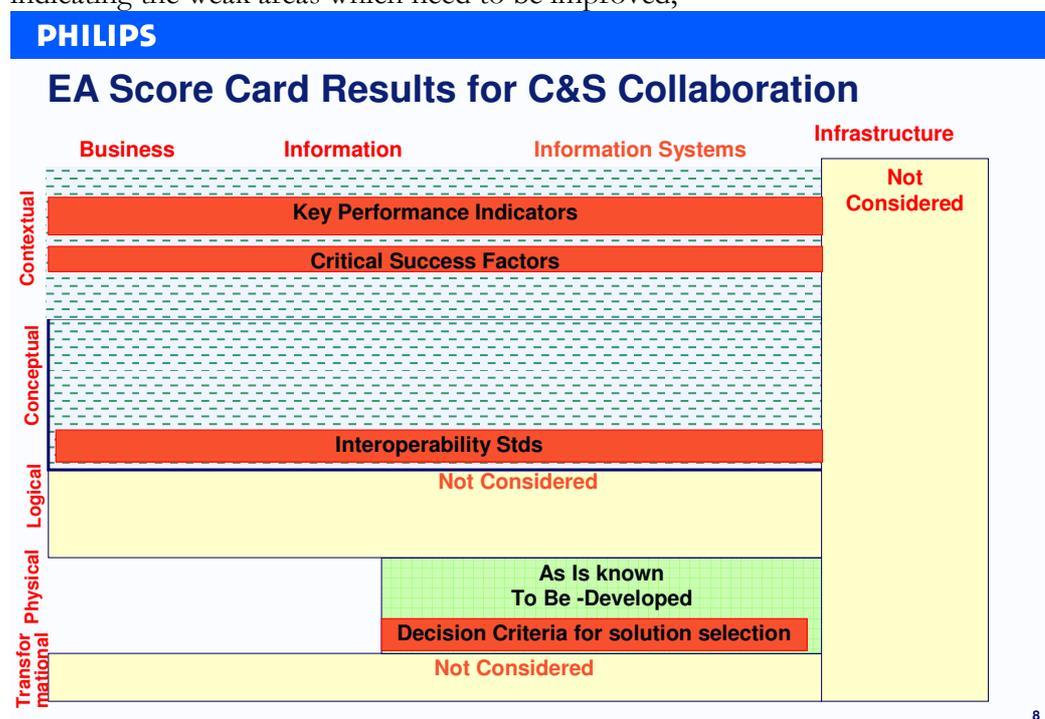 indicating the weak areas which need to be improved;
PHILIPS
EA Score Card Results for C&S Collaboration
Business Information Information Systems Infrastructure
Not
Considered
Contextual
Key Performance Indicators
Critical Success Factors
Conceptual
Interoperability Stds
Logical
Not Considered
Physical
As Is known
To Be -Developed
Decision Criteria for solution selection
Transfor
mational
Not Considered
8